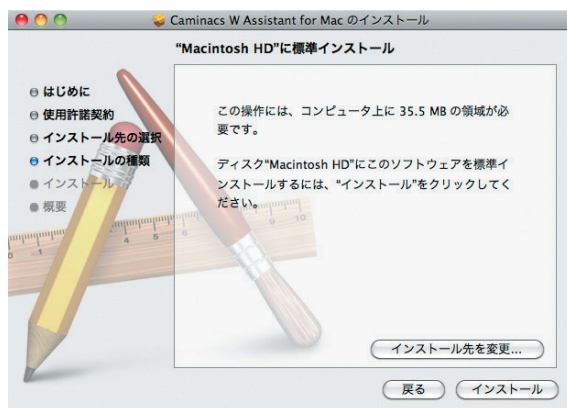 Caminacs W Assistant for Mac のインストール
“Macintosh HD”に標準インストール
はじめに
使用許諾契約
インストール先の選択
インストールの種類
インストール
概要
この操作には、コンピュータ上に 35.5 MB の領域が必
要です。
ディスク“Macintosh HD”にこのソフトウェアを標準イ
ンストールするには、“インストール”をクリックしてく
ださい。
0 1 4 5 6 9 10
インストール先を変更...
戻る インストール